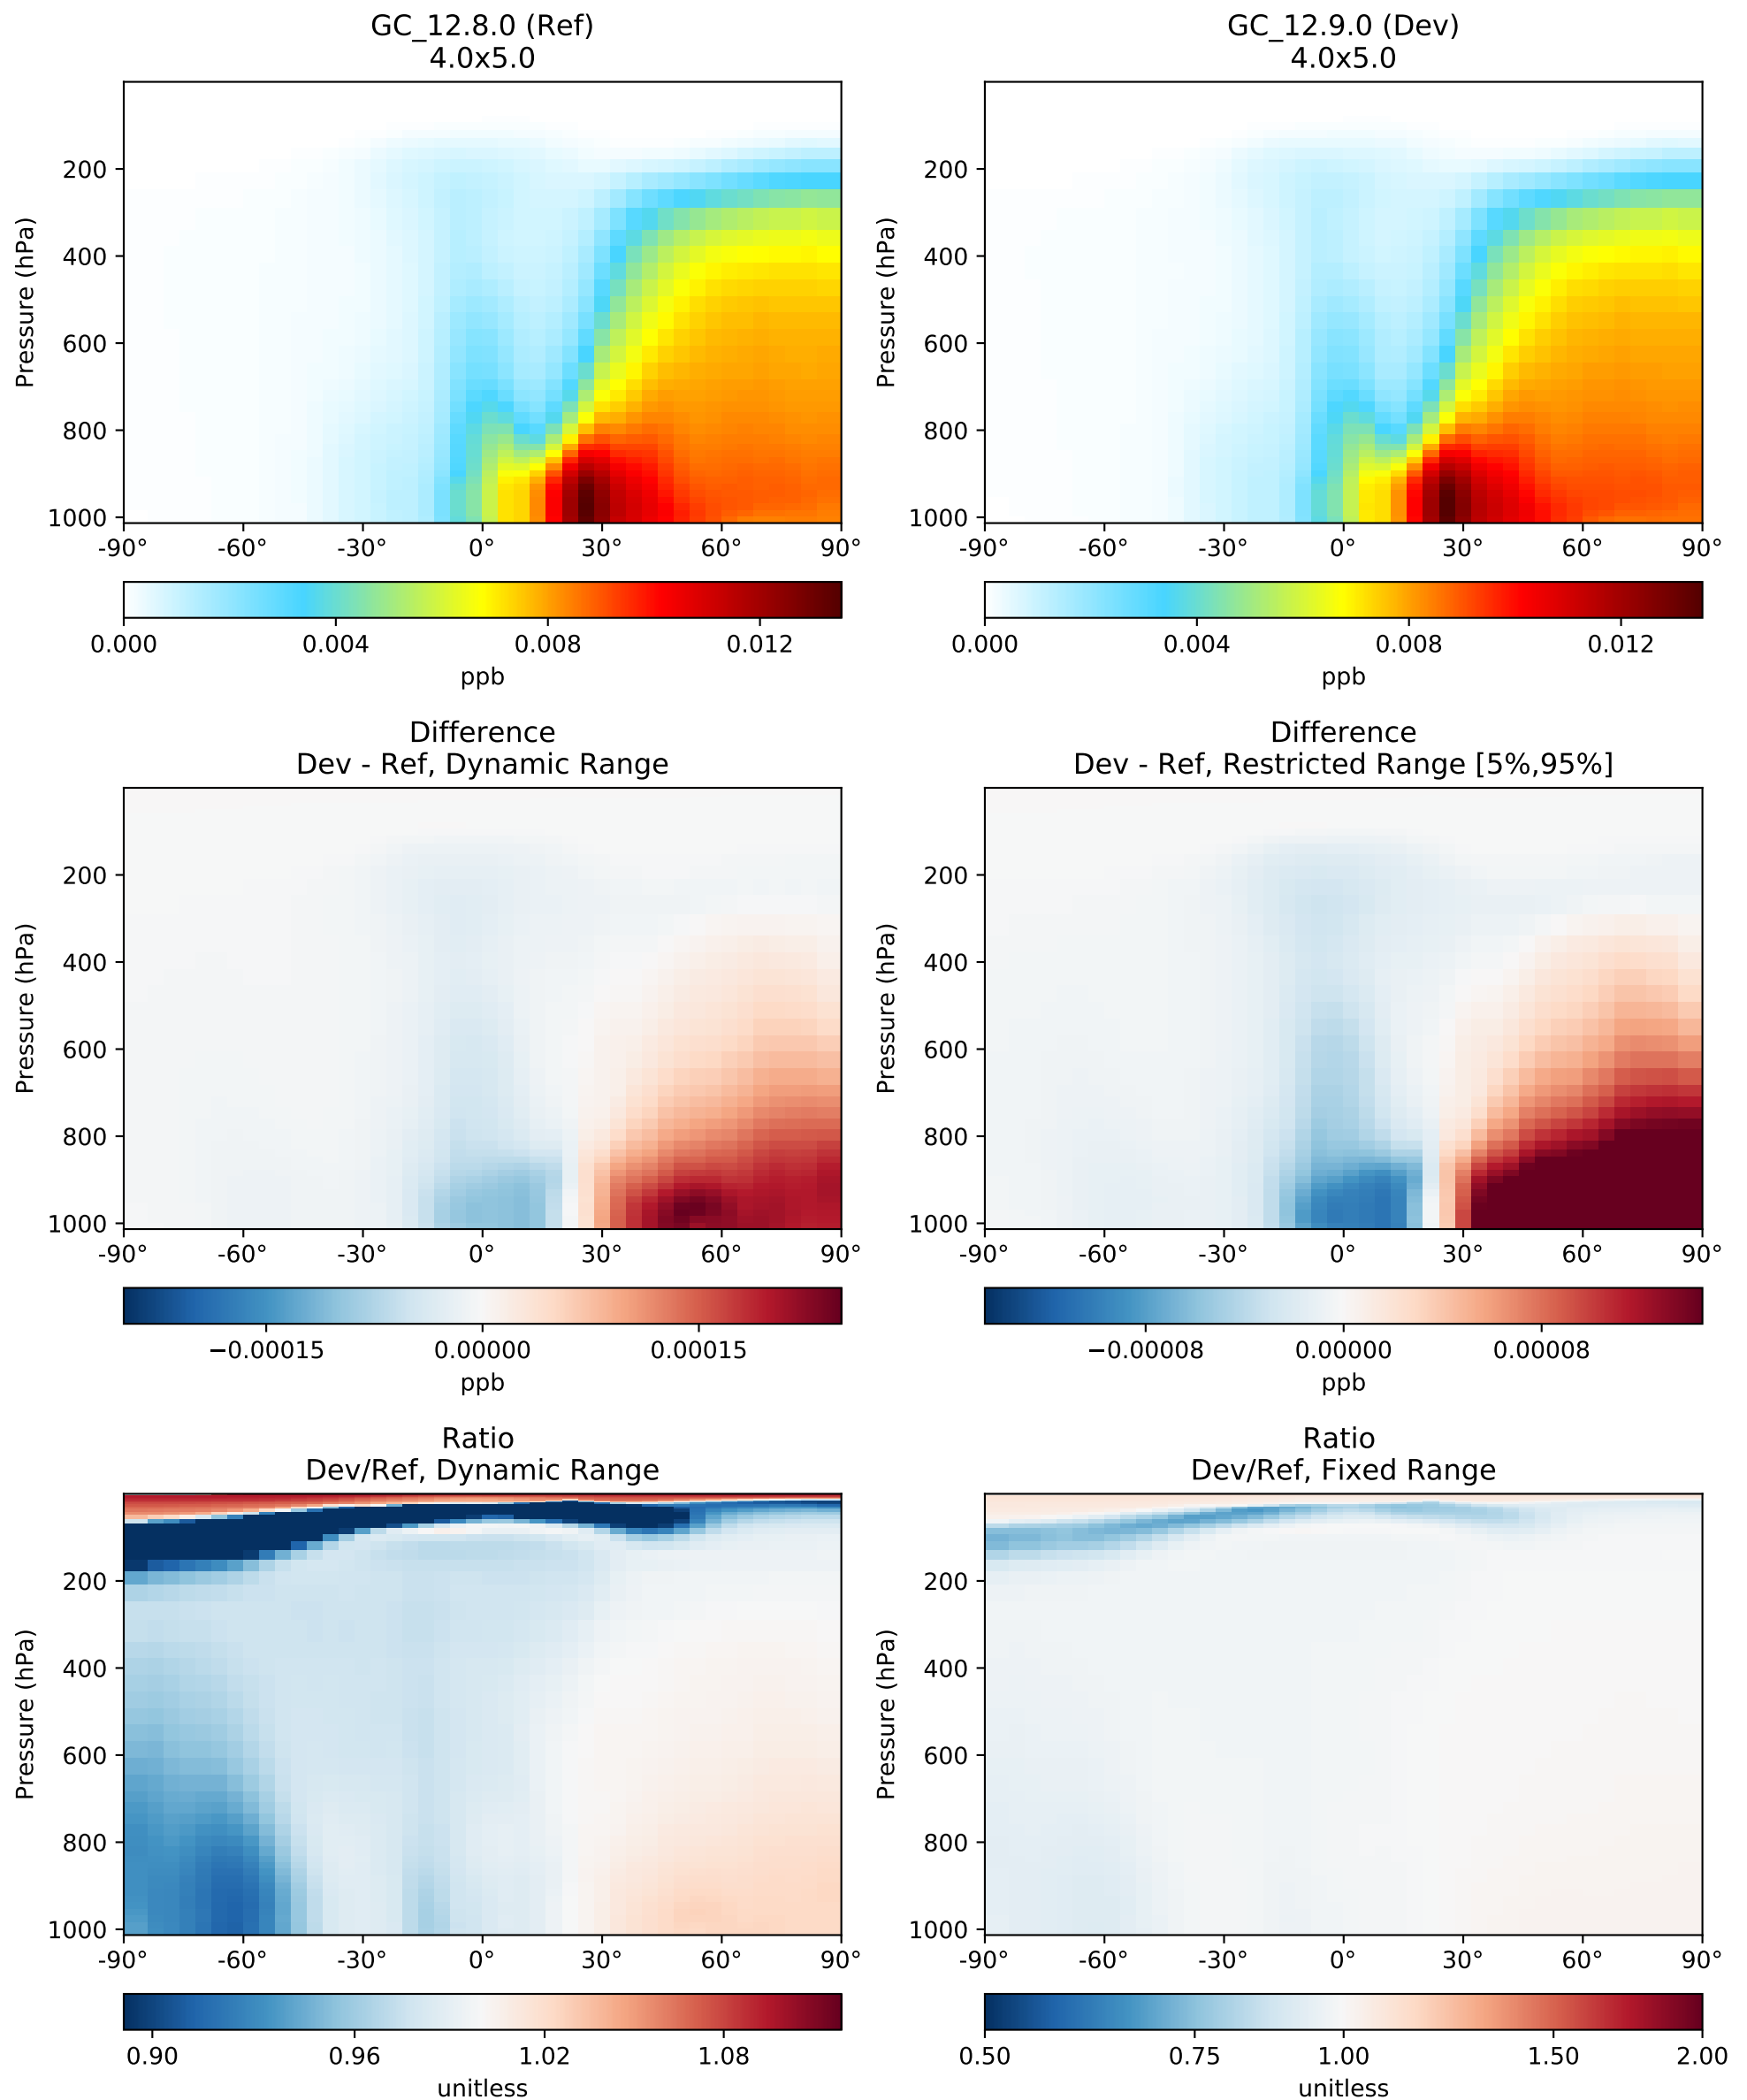 GC_12.8.0 (Ref)
4.0x5.0
GC_12.9.0 (Dev)
4.0x5.0
Pressure (hPa)
200
400
600
800
1000
-90° -60° -30° 0° 30° 60° 90°
0.000 0.004 0.008 0.012
ppb
Pressure (hPa)
200
400
600
800
1000
-90° -60° -30° 0° 30° 60° 90°
0.000 0.004 0.008 0.012
ppb
Difference
Dev - Ref, Dynamic Range
Difference
Dev - Ref, Restricted Range [5%,95%]
Pressure (hPa)
200
400
600
800
1000
-90° -60° -30° 0° 30° 60° 90°
−0.00015 0.00000 0.00015
ppb
Pressure (hPa)
200
400
600
800
1000
-90° -60° -30° 0° 30° 60° 90°
−0.00008 0.00000 0.00008
ppb
Ratio
Dev/Ref, Dynamic Range
Ratio
Dev/Ref, Fixed Range
Pressure (hPa)
200
400
600
800
1000
-90° -60° -30° 0° 30° 60° 90°
0.90 0.96 1.02 1.08
unitless
Pressure (hPa)
200
400
600
800
1000
-90° -60° -30° 0° 30° 60° 90°
0.50 0.75 1.00 1.50 2.00
unitless